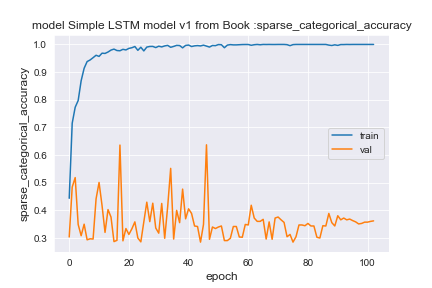 model Simple LSTM model v1 from Book :sparse_categorical_accuracy
1.0
0.9
0.8
0.7
0.6
0.5
0.4
0.3
sparse_categorical_accuracy
train
val
0 20 40 60 80 100
epoch